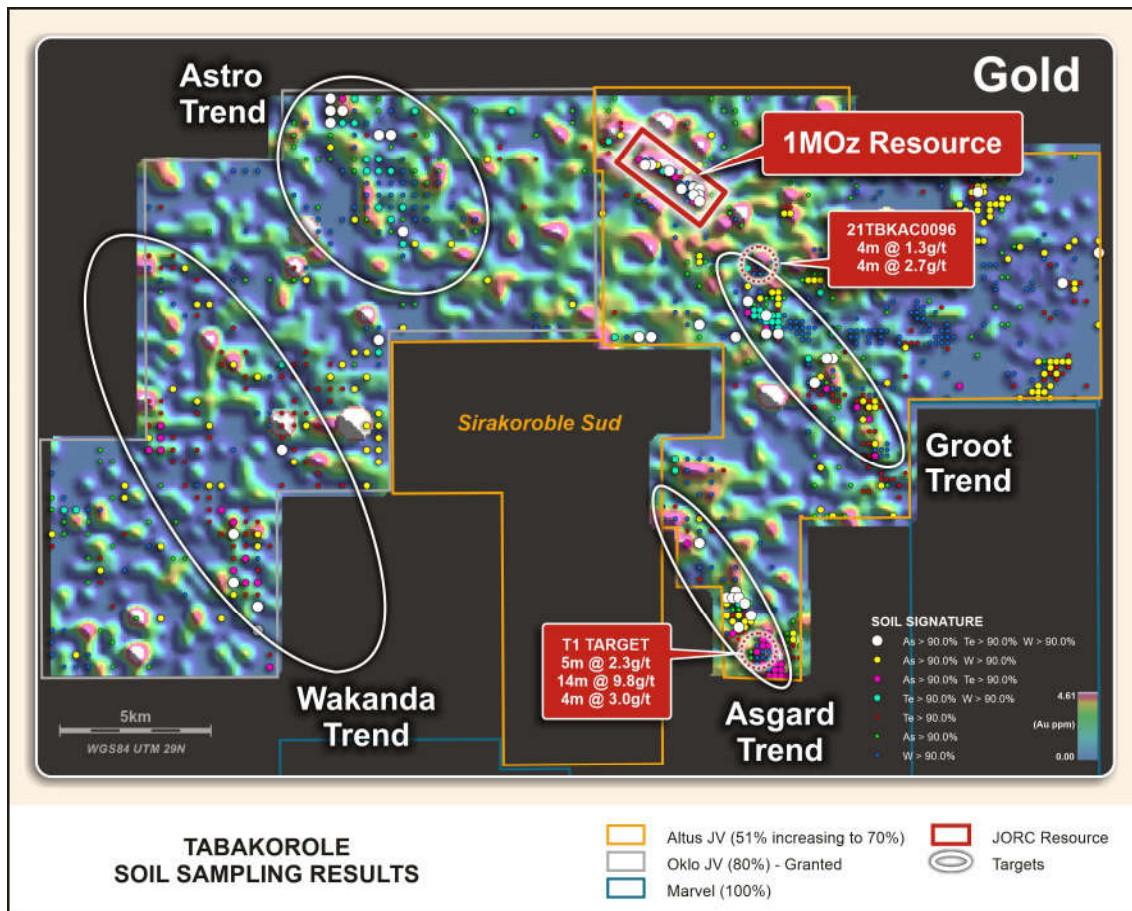 Gold
Astro
Trend
1MOz Resource
21TBKAC0096
4m @ 1.3g/t
4m @ 2.7g/t
Sirakoroble Sud
Groot
Trend
T1 TARGET
5m @ 2.3g/t
14m @ 9.8g/t
4m @ 3.0g/t
Wakanda
Trend
Asgard
Trend
5km
WGS84 UTM 29N
SOIL SIGNATURE
As > 90.0% Te > 90.0% W > 90.0%
As > 90.0% W > 90.0%
As > 90.0% Te > 90.0%
Te > 90.0% W > 90.0%
Te > 90.0%
As > 90.0%
W > 90.0%
4.61
(Au ppm)
0.00
TABAKOROLE
SOIL SAMPLING RESULTS
Altus JV (51% increasing to 70%)
Oklo JV (80%) - Granted
Marvel (100%)
JORC Resource
Targets